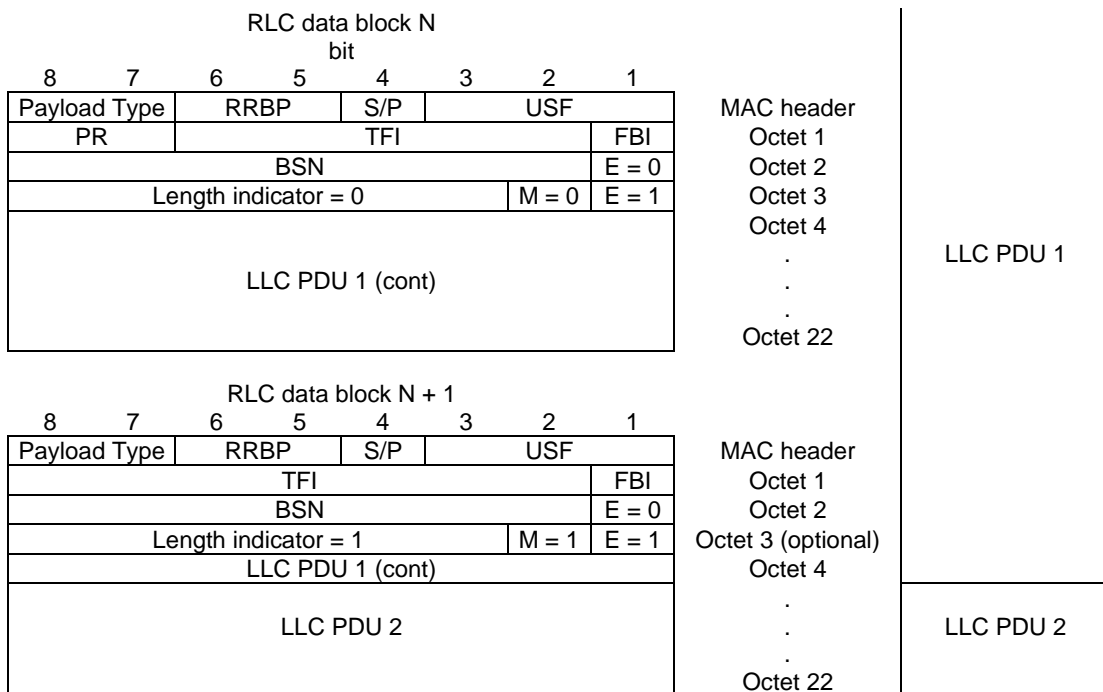 RLC data block N
bit
8 7 6 5 4 3 2 1
Payload Type RRBP S/P USF MAC header
PR TFI FBI Octet 1
BSN E = 0 Octet 2
Length indicator = 0 M = 0 E = 1 Octet 3
Octet 4
.
LLC PDU 1 (cont) . LLC PDU 1
.
Octet 22
RLC data block N + 1
8 7 6 5 4 3 2 1
Payload Type RRBP S/P USF MAC header
TFI FBI Octet 1
BSN E = 0 Octet 2
Length indicator = 1 M = 1 E = 1 Octet 3 (optional)
LLC PDU 1 (cont) Octet 4
.
LLC PDU 2 . LLC PDU 2
.
Octet 22